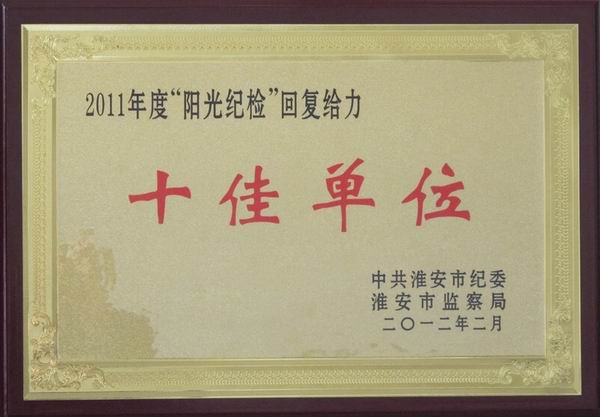 2011年度“阳光纪检”回复给力
十佳单位
中共淮安市纪委
淮安市监察局
二〇一二年二月